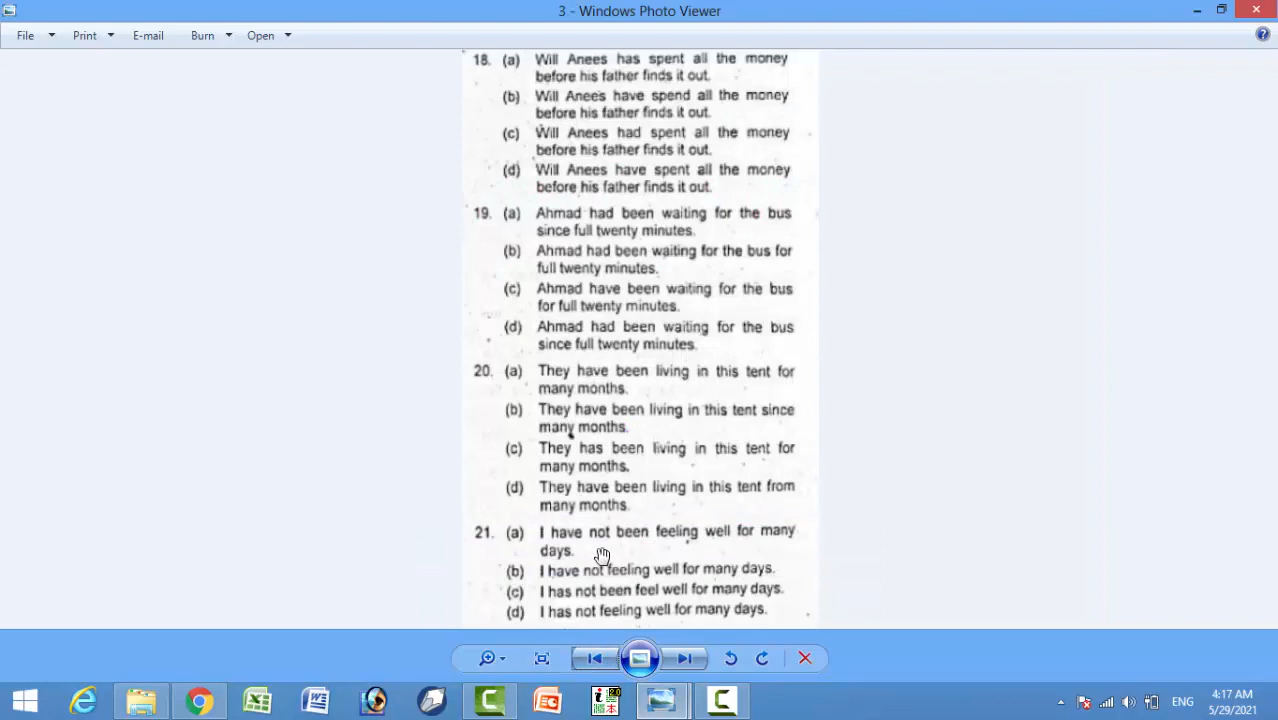 3 - Windows Photo Viewer
File Print E-mail Burn Open
18. (a) Will Anees has spent all the money
before his father finds it out.
(b) Will Anees have spend all the money
before his father finds it out.
(c) Will Anees had spent all the money
before his father finds it out.
(d) Will Anees have spent all the money
before his father finds it out.
19. (a) Ahmad had been waiting for the bus
since full twenty minutes.
(b) Ahmad had been waiting for the bus for
full twenty minutes.
(c) Ahmad have been waiting for the bus
for full twenty minutes.
(d) Ahmad had been waiting for the bus
since full twenty minutes.
20. (a) They have been living in this tent for
many months.
(b) They have been living in this tent since
many months.
(c) They has been living in this tent for
many months.
(d) They have been living in this tent from
many months.
21. (a) I have not been feeling well for many
days.
(b) I have not feeling well for many days.
(c) I has not been feel well for many days.
(d) I has not feeling well for many days.
ENG
4:17 AM
5/29/2021